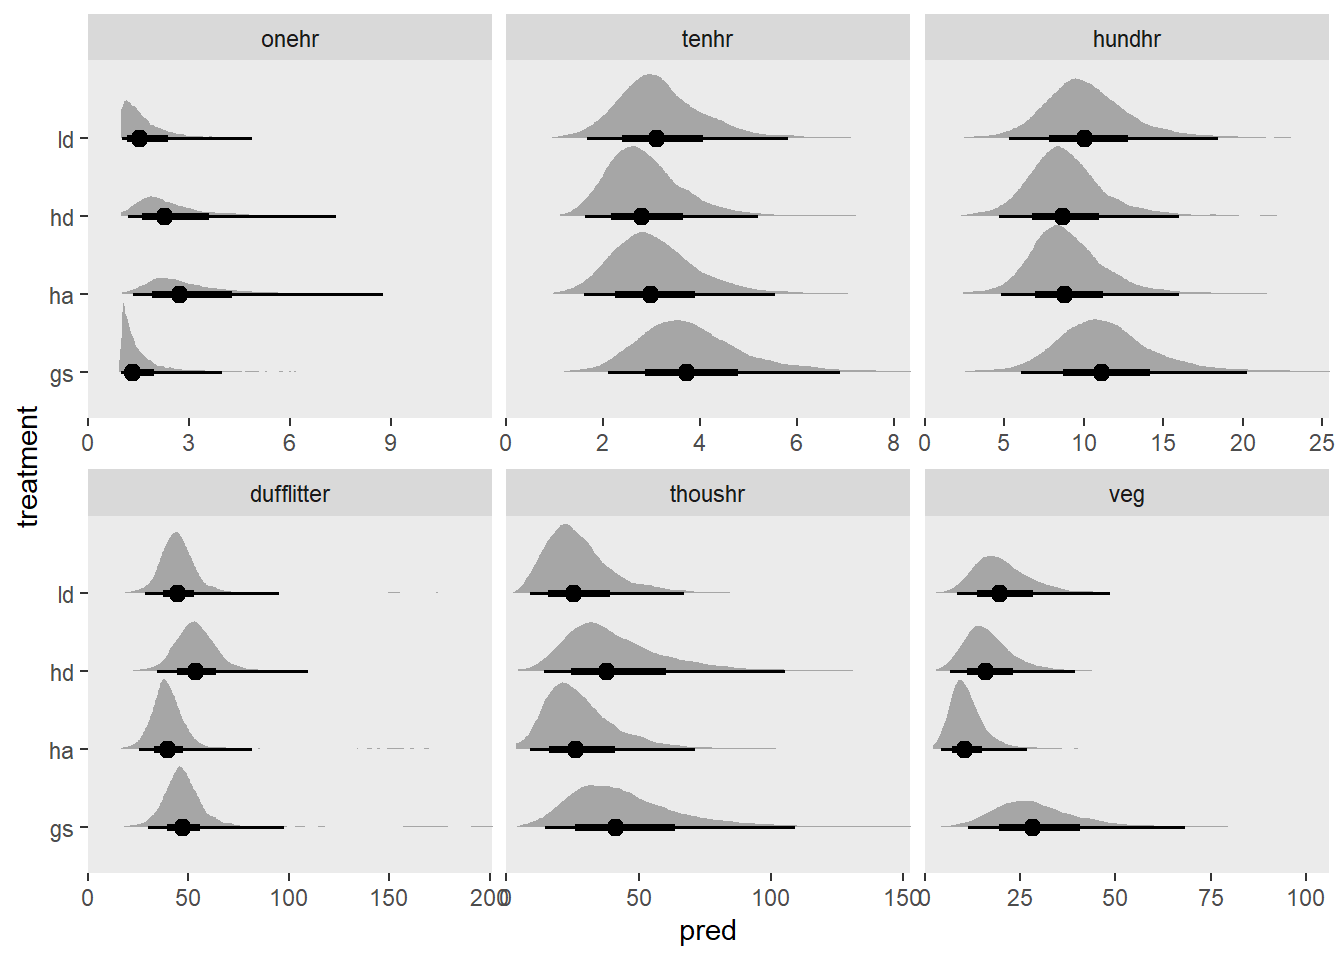 onehr tenhr hundhr
ld
hd
ha
gs
0 3 6 9 0 2 4 6 8 0 5 10 15 20 25
treatment
dufflitter thoushr veg
ld
hd
ha
gs
0 50 100 150 200 0 50 100 150 0 25 50 75 100
pred